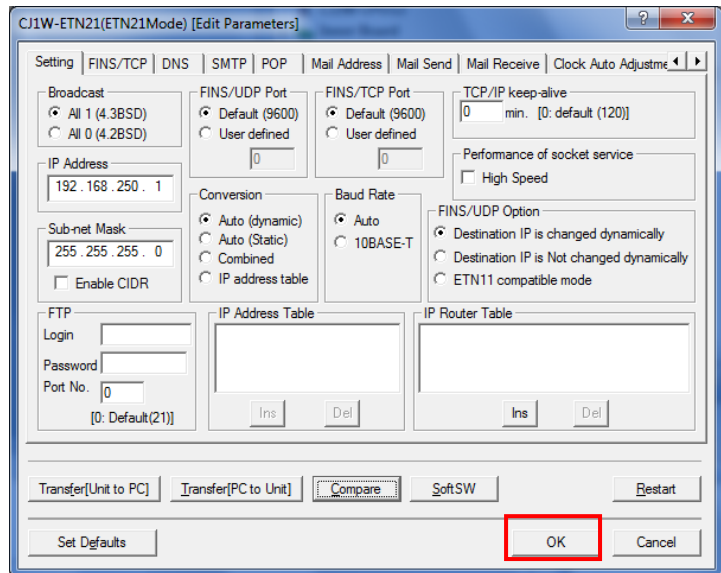 CJ1W-ETN21(ETN21Mode) [Edit Parameters]
Setting FINS/TCP DNS SMTP POP Mail Address Mail Send Mail Receive Clock Auto Adjustme
Broadcast
All 1 (4.3BSD)
All 0 (4.2BSD)
FINS/UDP Port
Default (9600)
User defined
0
FINS/TCP Port
Default (9600)
User defined
0
TCP/IP keep-alive
0 min. [0: default (120)]
IP Address
192.168.250. 1
Performance of socket service
High Speed
Sub-net Mask
255.255.255. 0
Enable CIDR
Conversion
Auto (dynamic)
Auto (Static)
Combined
IP address table
Baud Rate
Auto
10BASE-T
FINS/UDP Option
Destination IP is changed dynamically
Destination IP is Not changed dynamically
ETN11 compatible mode
FTP
Login
Password
Port No. 0
[0: Default(21)]
IP Address Table
Ins Del
IP Router Table
Ins Del
Transfer[Unit to PC] Transfer[PC to Unit] Compare SoftSW Restart
Set Defaults OK Cancel